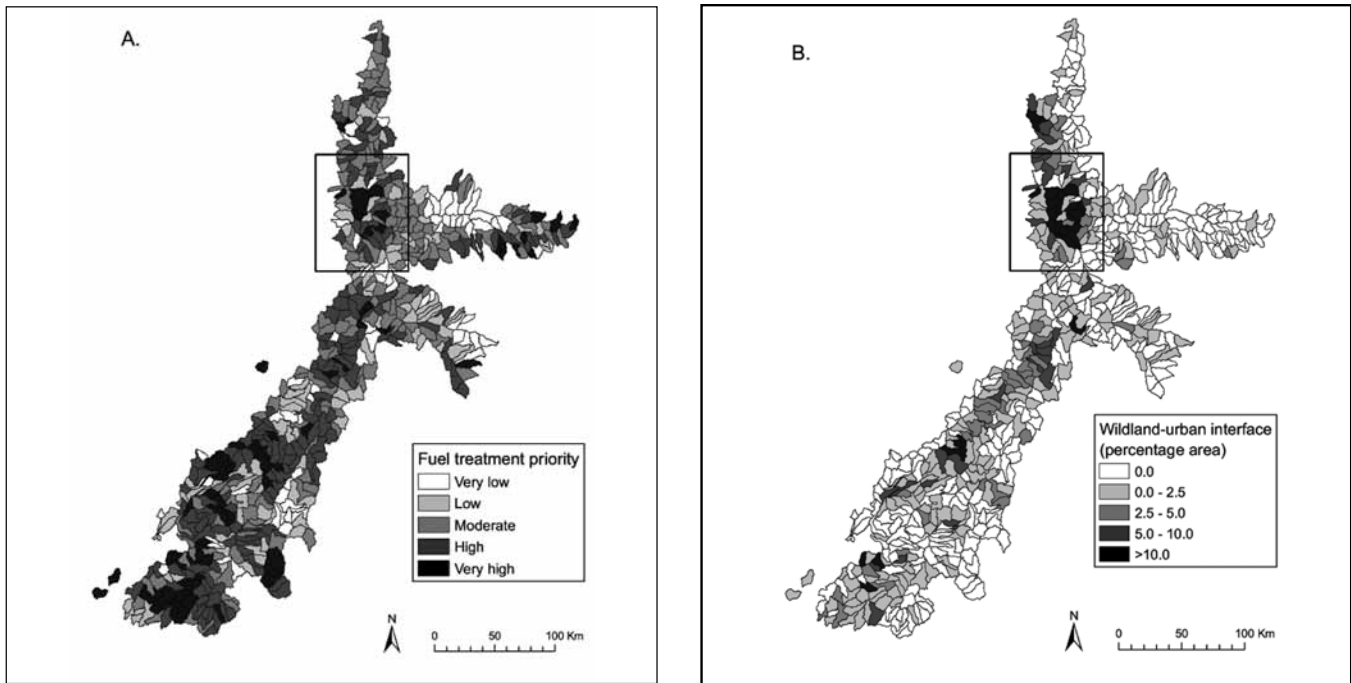 A.
Fuel treatment priority
Very low
Low
Moderate
High
Very high
N
0 50 100 Km
B.
Wildland-urban interface
(percentage area)
0.0
0.0 - 2.5
2.5 - 5.0
5.0 - 10.0
>10.0
N
0 50 100 Km